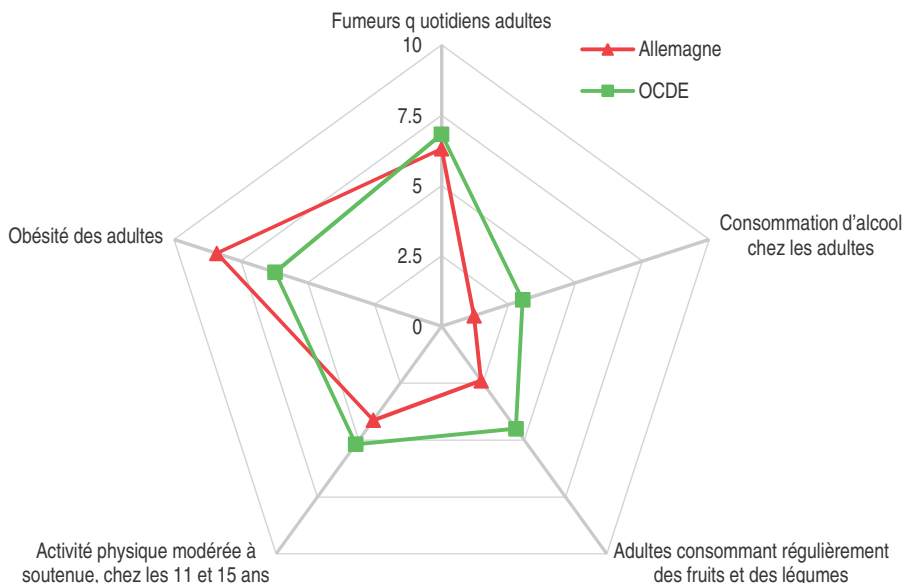 Fumeurs q uotidiens adultes
10
Allemagne
7.5
OCDE
5
Consommation d'alcool
chez les adultes
Obésité des adultes
2.5
0
Activité physique modérée à
soutenue, chez les 11 et 15 ans
Adultes consommant régulièrement
des fruits et des légumes